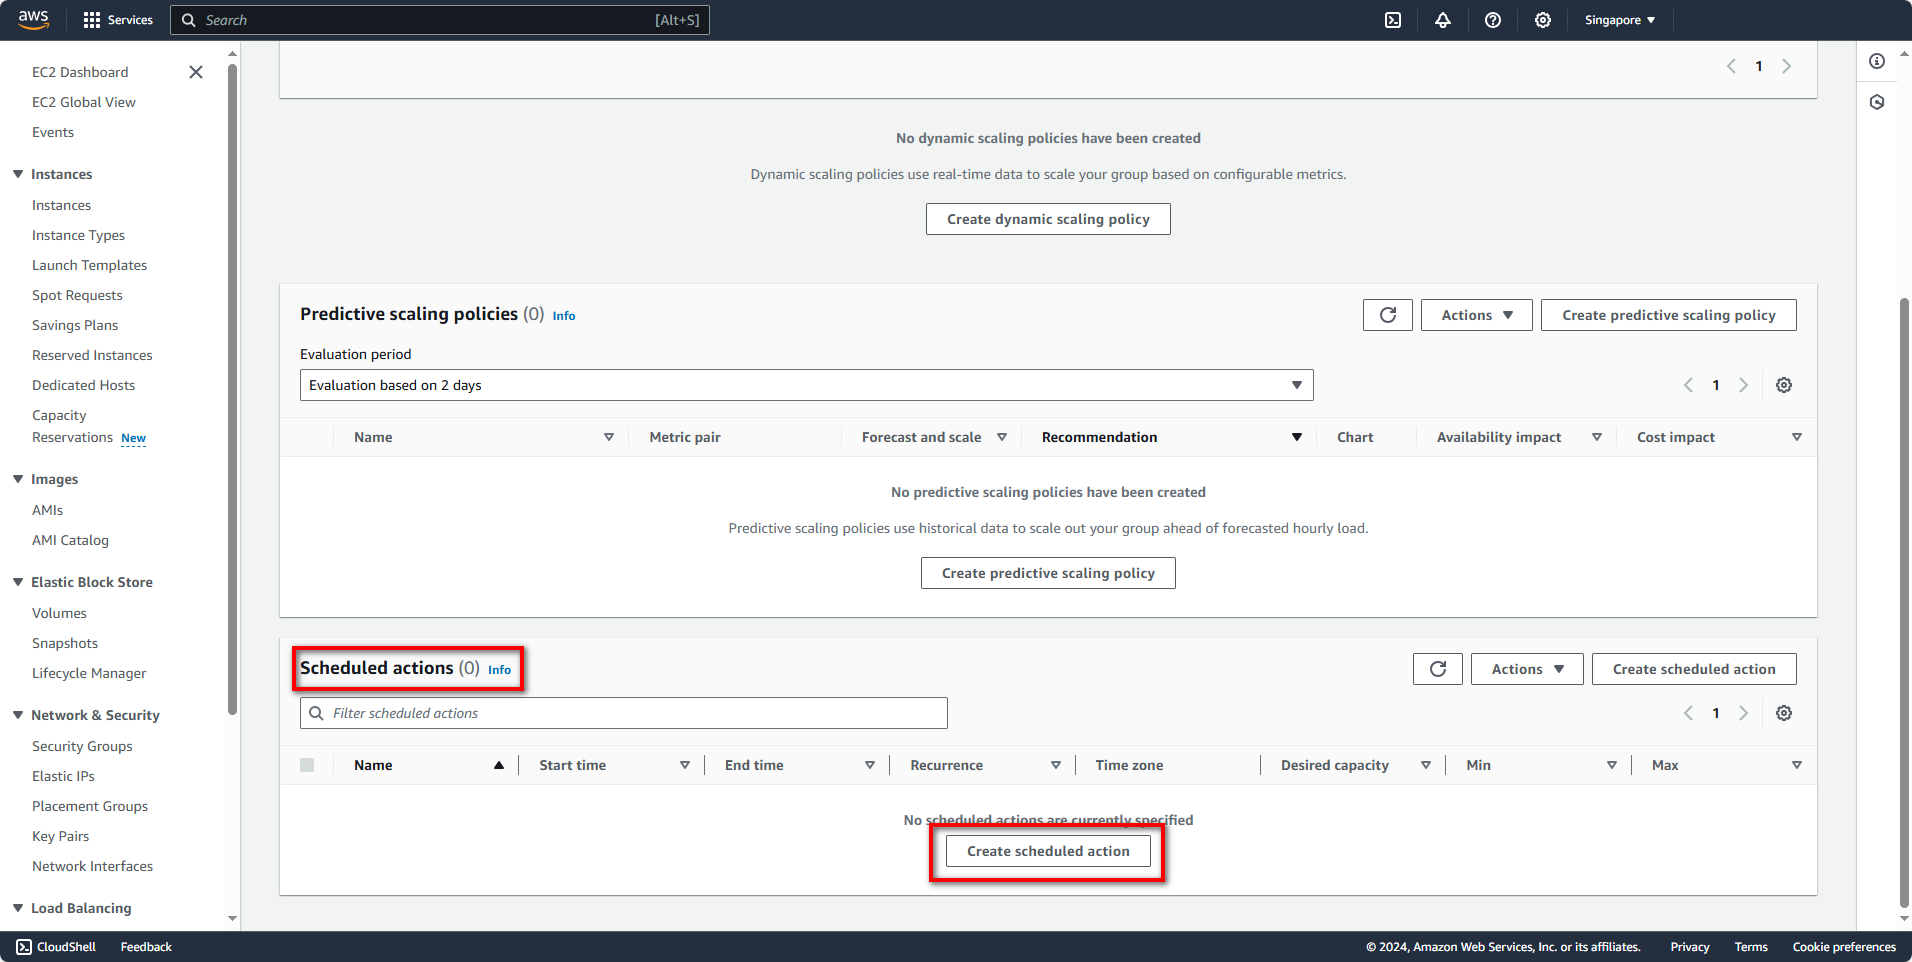 aws
Services
Search
[Alt+S]
Singapore
EC2 Dashboard
EC2 Global View
Events
Instances
Instances
Instance Types
Launch Templates
Spot Requests
Savings Plans
Reserved Instances
Dedicated Hosts
Capacity
Reservations New
Images
AMIs
AMI Catalog
Elastic Block Store
Volumes
Snapshots
Lifecycle Manager
Network & Security
Security Groups
Elastic IPs
Placement Groups
Key Pairs
Network Interfaces
Load Balancing
1
No dynamic scaling policies have been created
Dynamic scaling policies use real-time data to scale your group based on configurable metrics.
Create dynamic scaling policy
Predictive scaling policies (0) Info
Actions
Create predictive scaling policy
Evaluation period
Evaluation based on 2 days
1
Name
Metric pair
Forecast and scale
Recommendation
Chart
Availability impact
Cost impact
No predictive scaling policies have been created
Predictive scaling policies use historical data to scale out your group ahead of forecasted hourly load.
Create predictive scaling policy
Scheduled actions (0) Info
Actions
Create scheduled action
Filter scheduled actions
1
Name
Start time
End time
Recurrence
Time zone
Desired capacity
Min
Max
No scheduled actions are currently specified
Create scheduled action
CloudShell
Feedback
© 2024, Amazon Web Services, Inc. or its affiliates.
Privacy
Terms
Cookie preferences